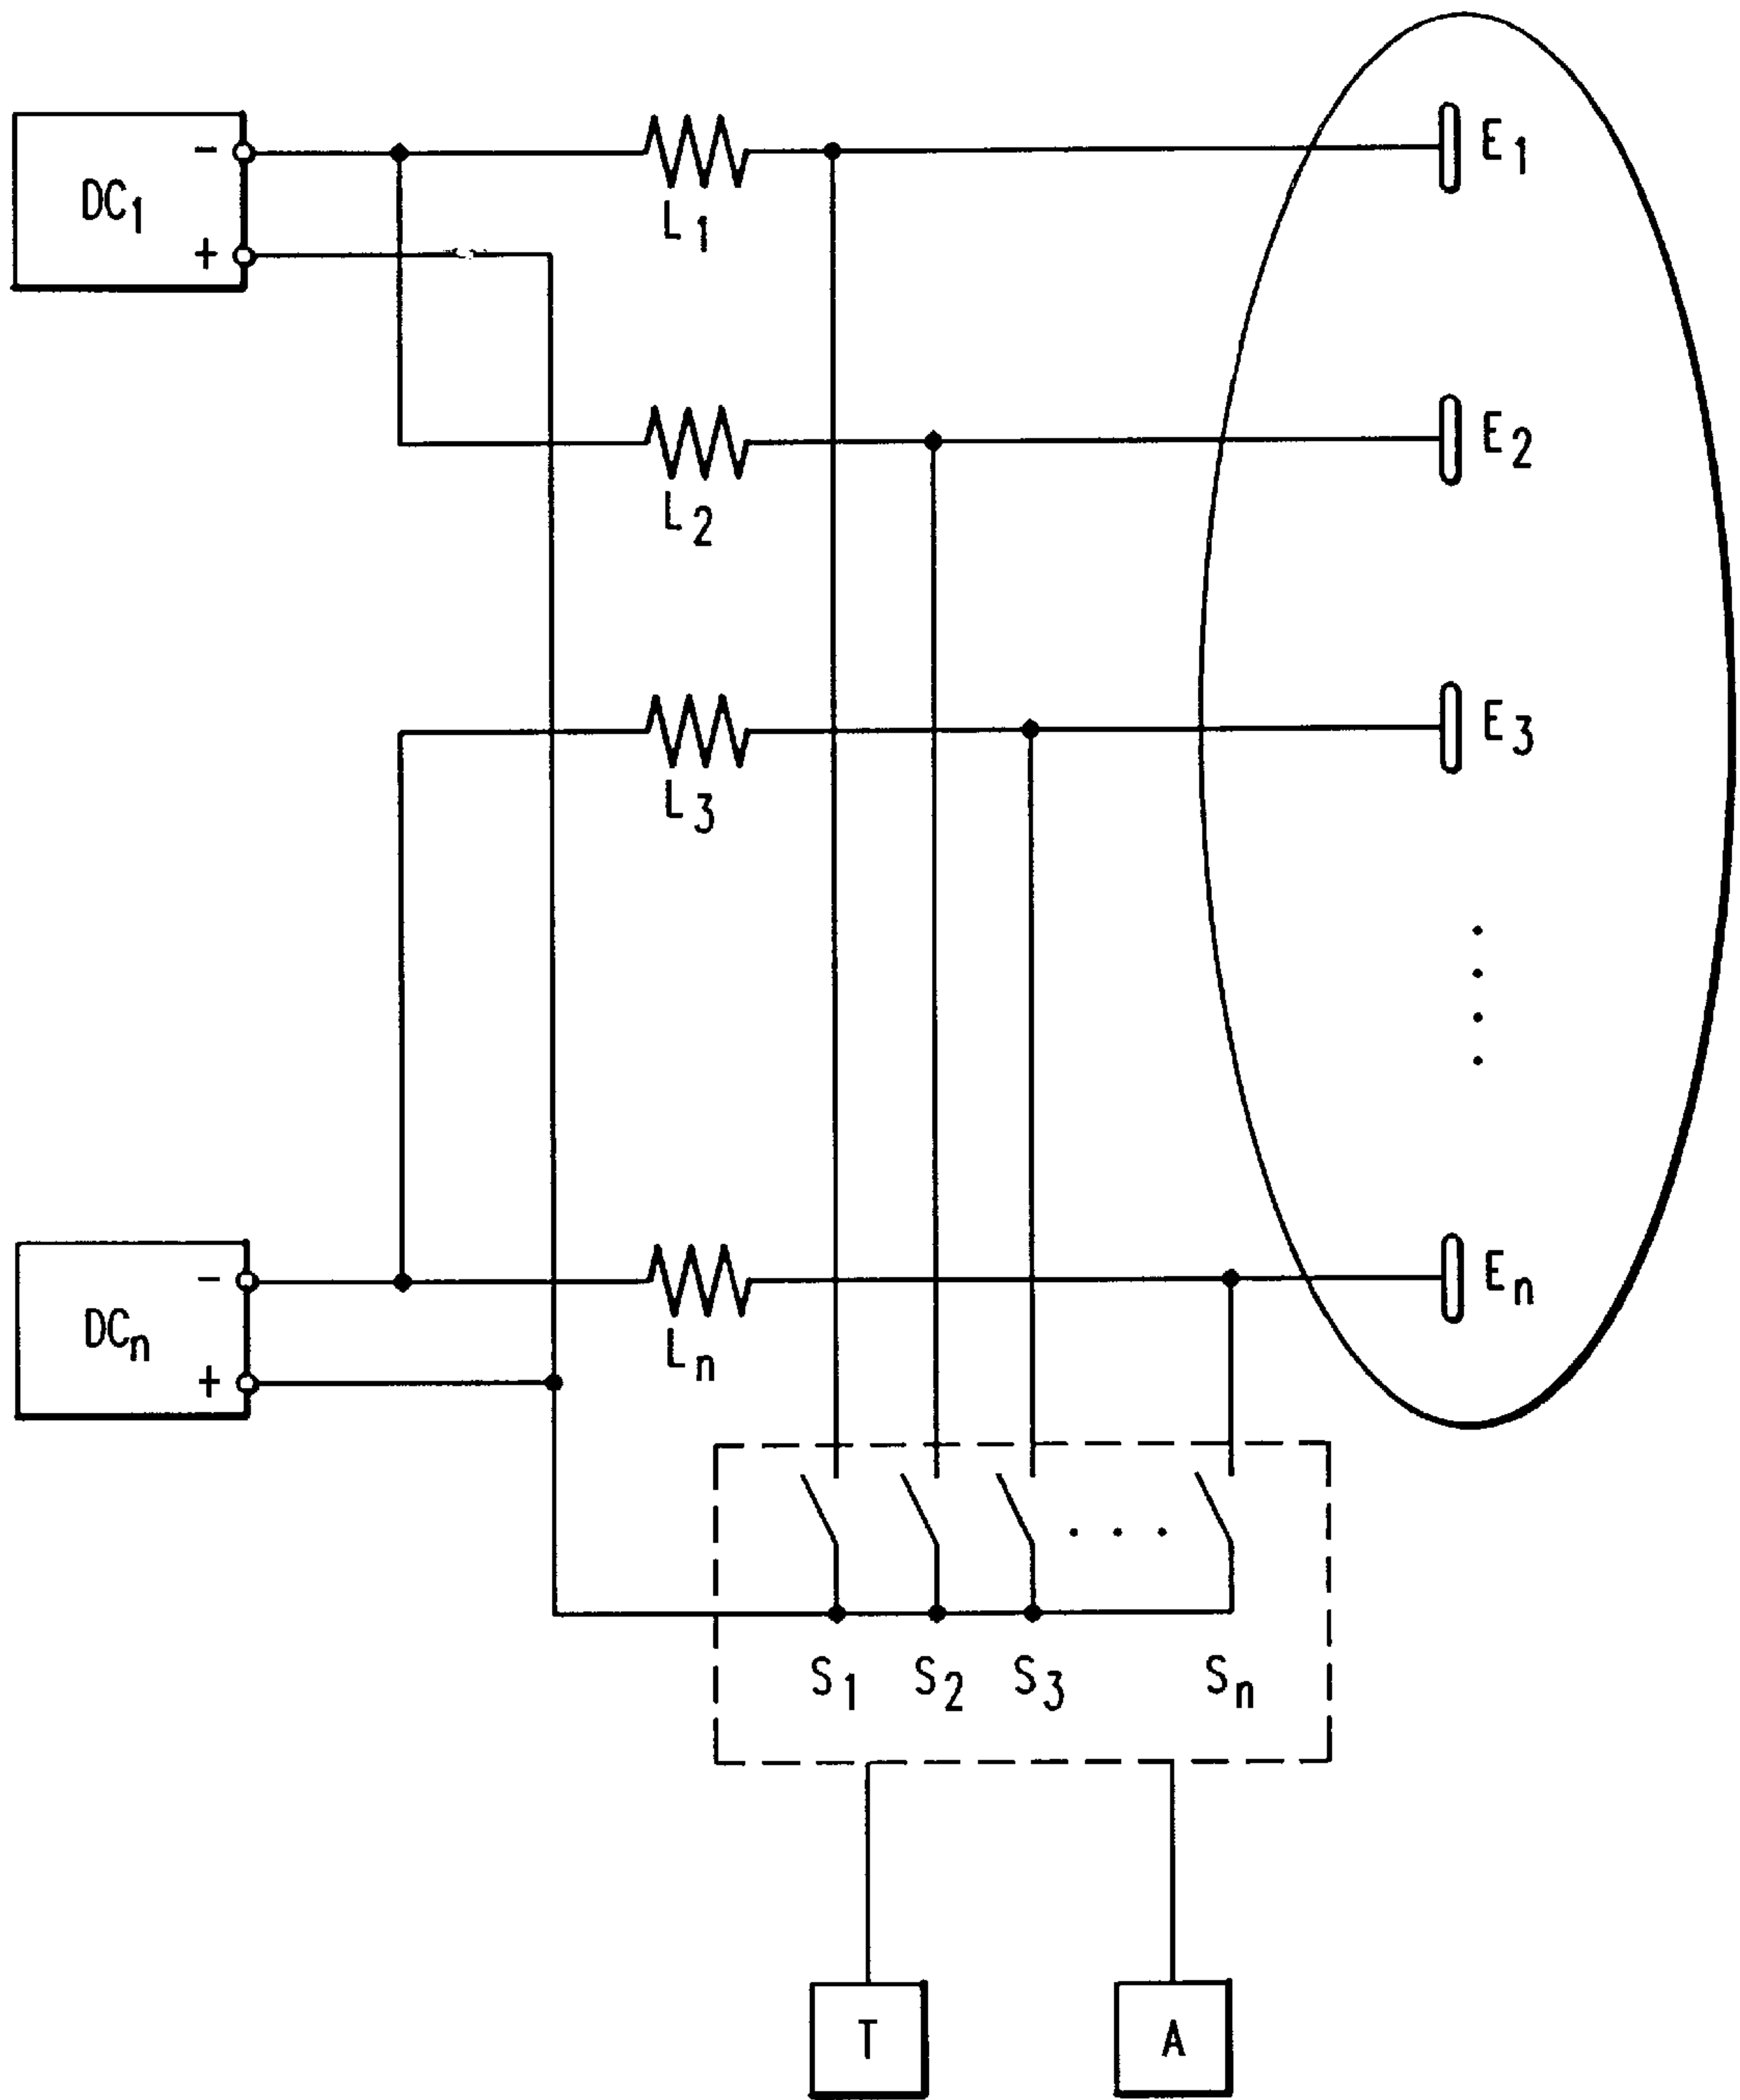 DC₁
-
+
L₁
E₁
L₂
E₂
L₃
E₃
DCₙ
-
+
Lₙ
Eₙ
S₁ S₂ S₃ Sₙ
T A